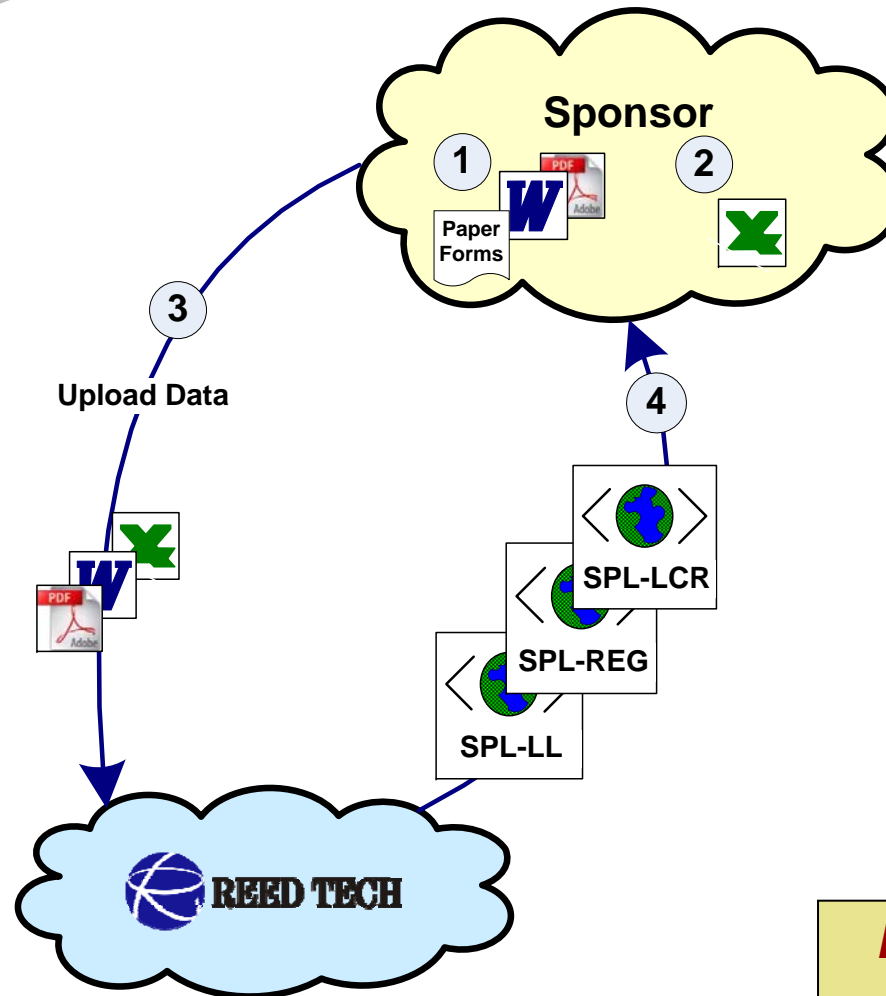 Sponsor
1
2
PDF
W
Adobe
Paper
Forms
3
Upload Data
4
SPL-LCR
SPL-REG
SPL-LL
W
PDF
Adobe
REED TECH